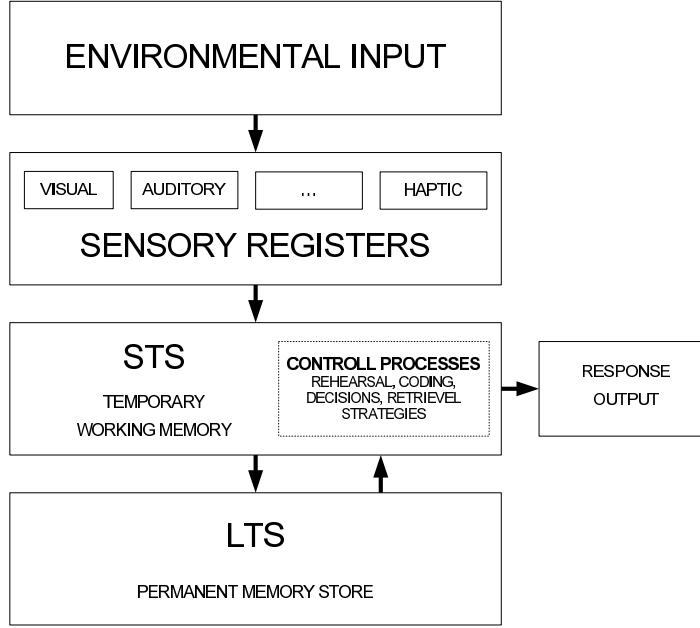 ENVIRONMENTAL INPUT
VISUAL
AUDITORY
...
HAPTIC
SENSORY REGISTERS
STS
TEMPORARY
WORKING MEMORY
CONTROLL PROCESSES
REHEARSAL, CODING,
DECISIONS, RETRIEVEL
STRATEGIES
RESPONSE
OUTPUT
LTS
PERMANENT MEMORY STORE